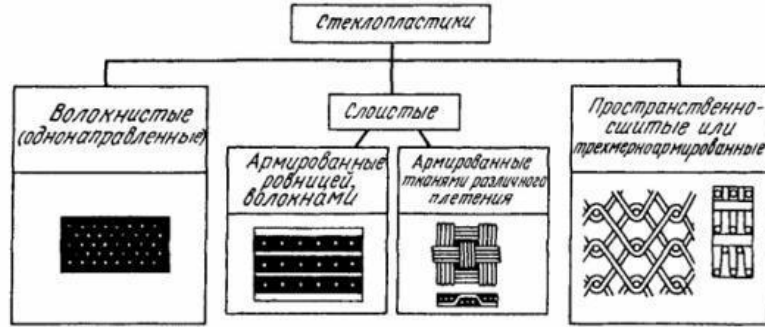 Стеклопластики
Волокнистые
(однонаправленные)
Слоистые
Армированные
ровницей,
волокнами
Армированные
тканями различного
плетения
Пространственно-
сшитые или
трехмерноармированные